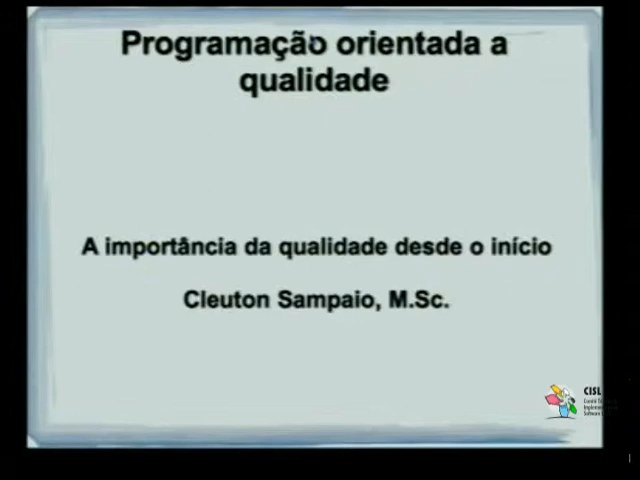 Programação orientada a
qualidade
A importância da qualidade desde o início
Cleuton Sampaio, M.Sc.
CISL